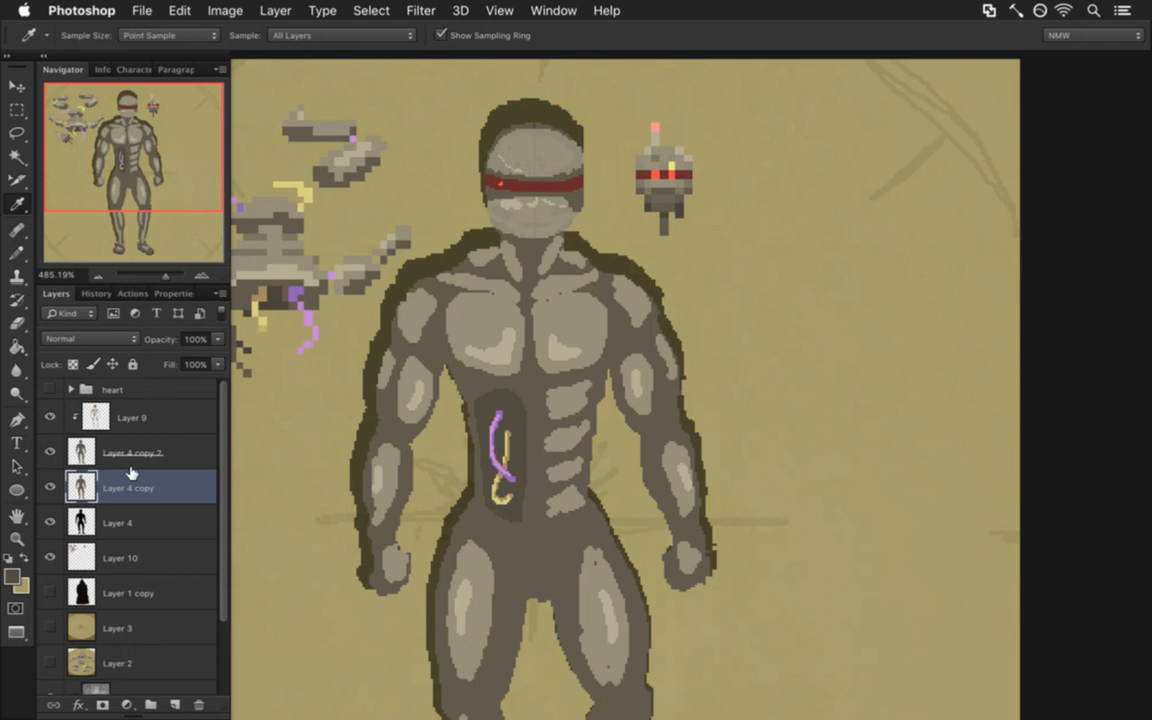 Photoshop File Edit Image Layer Type Select Filter 3D View Window Help
Sample Size: Point Sample Sample: All Layers Show Sampling Ring NMW
Navigator Info Characte Paragrap
485.19%
Layers History Actions Propertie
Kind
Normal Opacity: 100%
Lock: Fill: 100%
heart
Layer 9
Layer 4 copy 2
Layer 4 copy
Layer 4
Layer 10
Layer 1 copy
Layer 3
Layer 2
fx